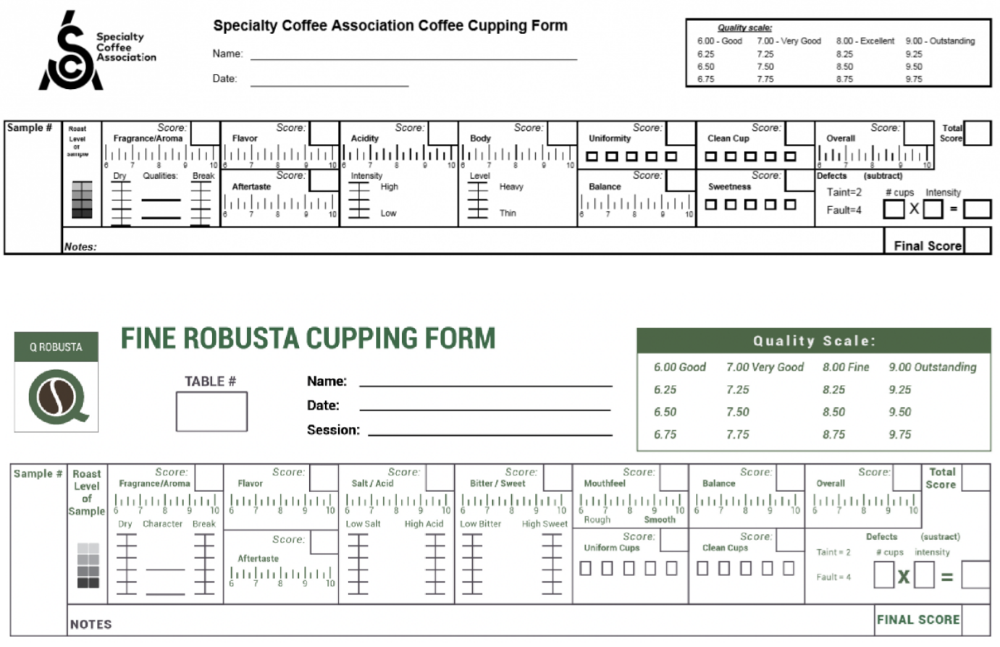 Specialty
Coffee
Association
Specialty Coffee Association Coffee Cupping Form
Name:
Date:
Quality scale:
6.00 - Good 7.00 - Very Good 8.00 - Excellent 9.00 - Outstanding
6.25 7.25 8.25 9.25
6.50 7.50 8.50 9.50
6.75 7.75 8.75 9.75
Sample #
Roast
Level
of
sample
Score:
Fragrance/Aroma
6 7 8 9 10
Dry Qualities: Break
Score:
Flavor
6 7 8 9 10
Score:
Aftertaste
6 7 8 9 10
Score:
Acidity
6 7 8 9 10
Intensity
High
Low
Score:
Body
6 7 8 9 10
Level
Heavy
Thin
Score:
Uniformity
Score:
Balance
6 7 8 9 10
Score:
Clean Cup
Score:
Sweetness
Score:
Overall
6 7 8 9 10
Total
Score
Defects (subtract)
Taint=2 # cups Intensity
Fault=4 X =
Notes:
Final Score
Q ROBUSTA
FINE ROBUSTA CUPPING FORM
TABLE #
Name:
Date:
Session:
Quality Scale:
6.00 Good 7.00 Very Good 8.00 Fine 9.00 Outstanding
6.25 7.25 8.25 9.25
6.50 7.50 8.50 9.50
6.75 7.75 8.75 9.75
Sample #
Roast
Level
of
Sample
Score:
Fragrance/Aroma
6 7 8 9 10
Dry Character Break
Score:
Flavor
6 7 8 9 10
Score:
Aftertaste
6 7 8 9 10
Score:
Salt / Acid
6 7 8 9 10
Low Salt High Acid
Score:
Bitter / Sweet
6 7 8 9 10
Low Bitter High Sweet
Score:
Mouthfeel
6 7 8 9 10
Rough Smooth
Score:
Uniform Cups
Score:
Balance
6 7 8 9 10
Score:
Clean Cups
Score:
Overall
6 7 8 9 10
Total
Score
Defects (sustract)
Taint = 2 # cups intensity
Fault = 4 X =
NOTES
FINAL SCORE